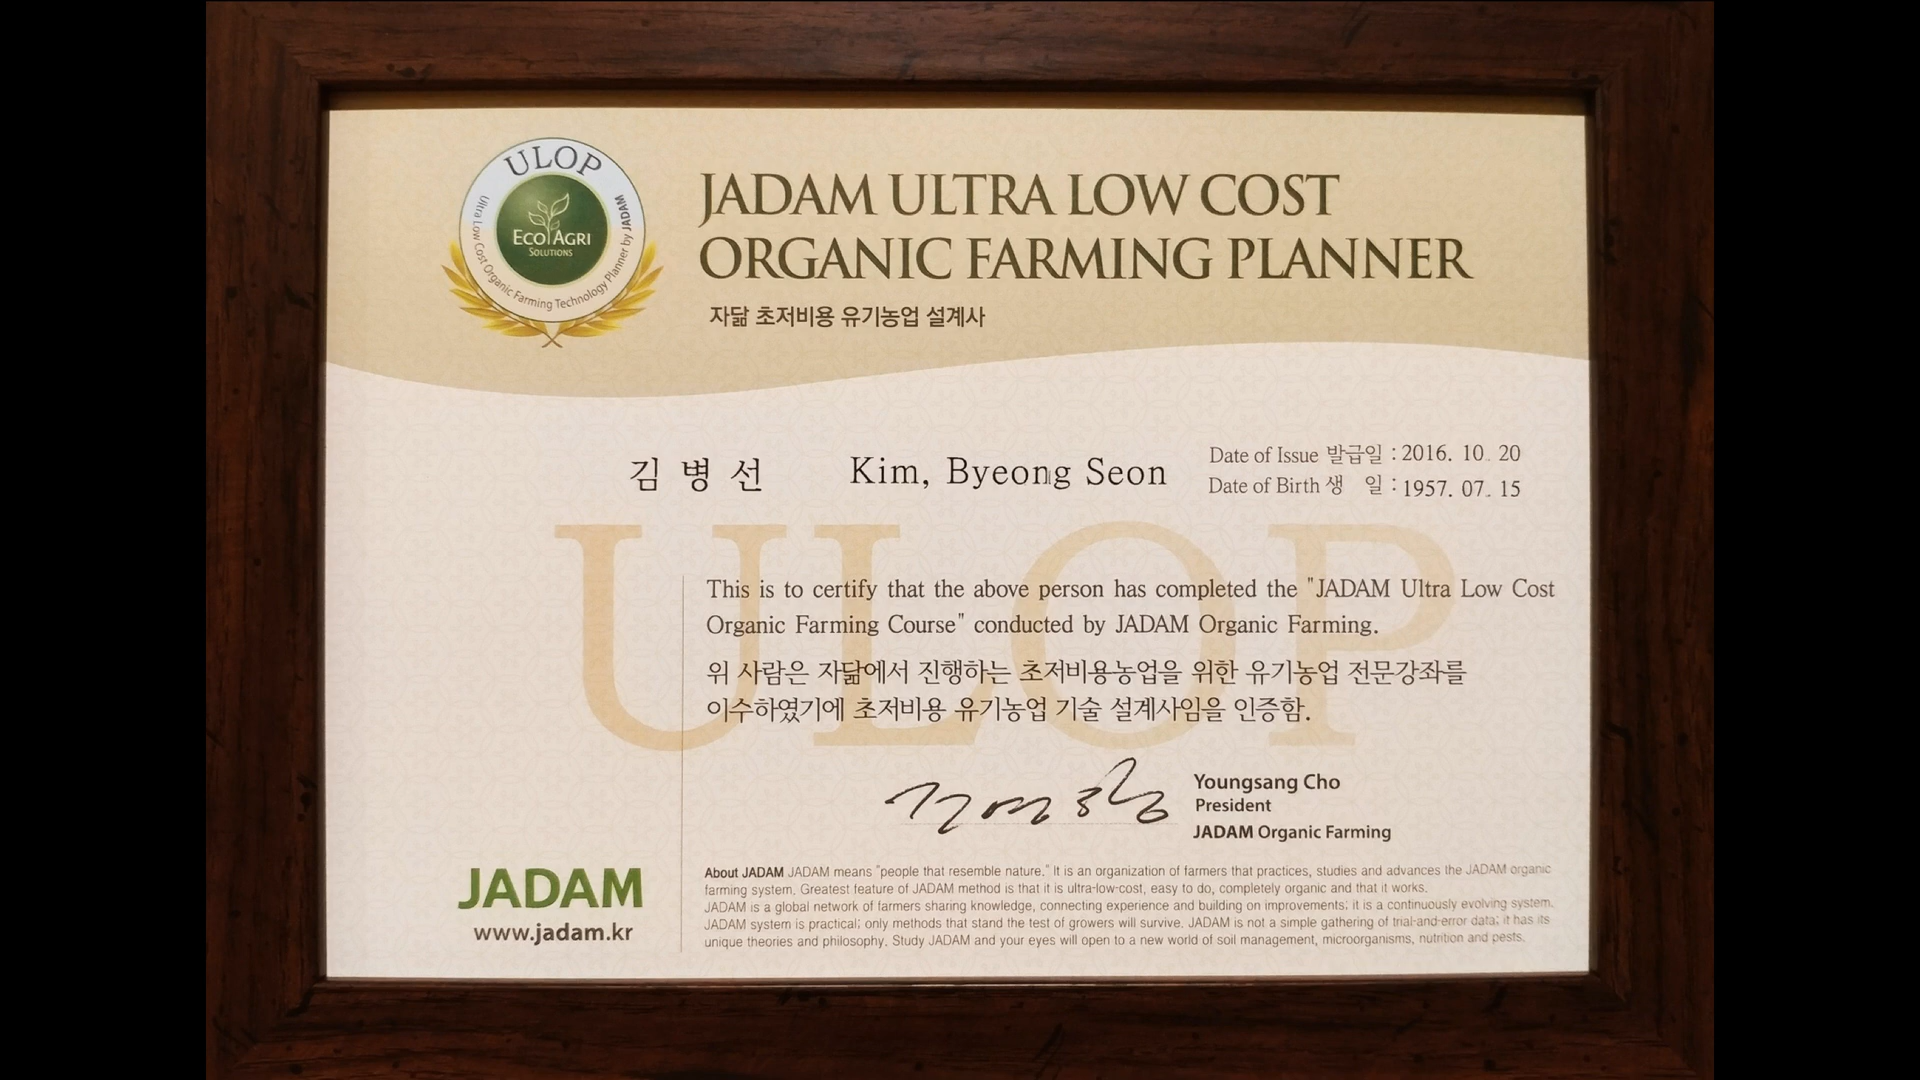 ULOP
ECO AGRI
SOLUTIONS
Ultra Low Cost Organic Farming Technology Planner by JADAM
JADAM ULTRA LOW COST
ORGANIC FARMING PLANNER
자닮 초저비용 유기농업 설계사
김 병 선 Kim, Byeong Seon
Date of Issue 발급일 : 2016. 10. 20
Date of Birth 생 일 : 1957. 07. 15
ULOP
This is to certify that the above person has completed the "JADAM Ultra Low Cost
Organic Farming Course" conducted by JADAM Organic Farming.
위 사람은 자닮에서 진행하는 초저비용농업을 위한 유기농업 전문강좌를
이수하였기에 초저비용 유기농업 기술 설계사임을 인증함.
Youngsang Cho
President
JADAM Organic Farming
JADAM
www.jadam.kr
About JADAM JADAM means "people that resemble nature." It is an organization of farmers that practices, studies and advances the JADAM organic
farming system. Greatest feature of JADAM method is that it is ultra-low-cost, easy to do, completely organic and that it works.
JADAM is a global network of farmers sharing knowledge, connecting experience and building on improvements; it is a continuously evolving system.
JADAM system is practical; only methods that stand the test of growers will survive. JADAM is not a simple gathering of trial-and-error data; it has its
unique theories and philosophy. Study JADAM and your eyes will open to a new world of soil management, microorganisms, nutrition and pests.